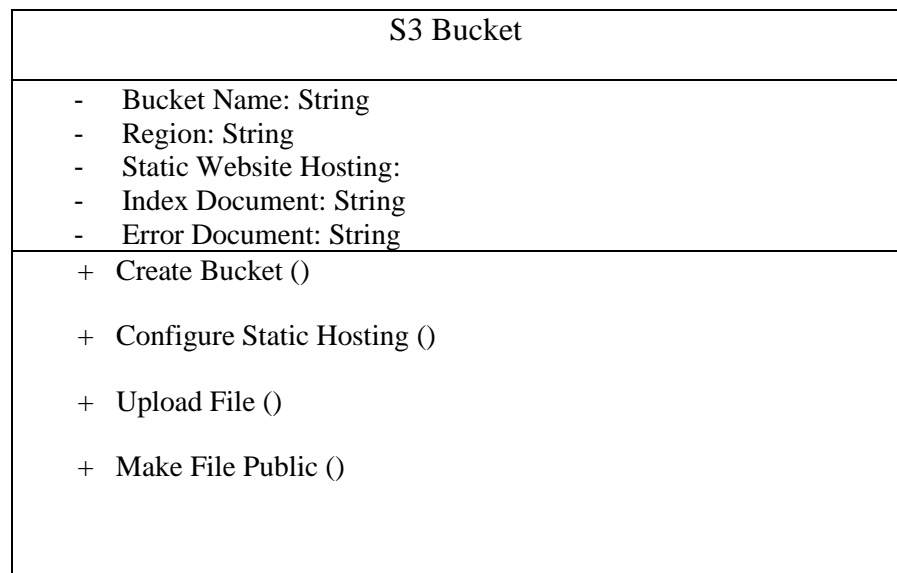 S3 Bucket
- Bucket Name: String
- Region: String
- Static Website Hosting:
- Index Document: String
- Error Document: String
+ Create Bucket ()
+ Configure Static Hosting ()
+ Upload File ()
+ Make File Public ()